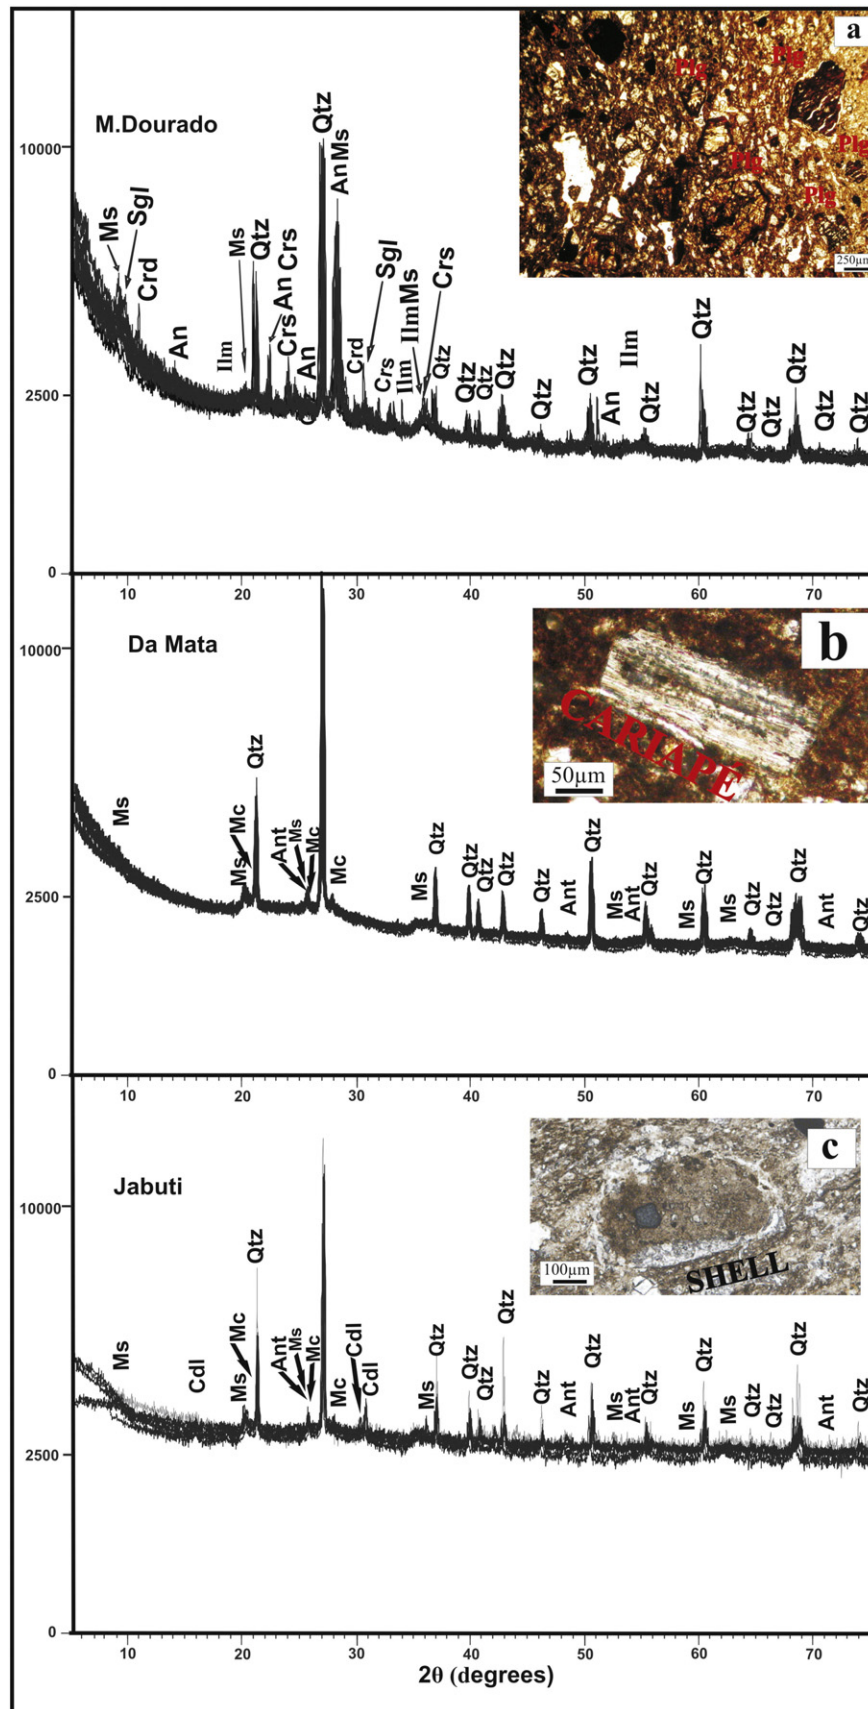 a
Plg
Plg
Plg
Plg
Plg
250µm
M.Dourado
10000
2500
0
Ms
Sgl
Crd
An
Ilm
Ms
Qtz
An Crs
Crs
An
Qtz
An Ms
Crd
Sgl
Crs
Ilm
IlmMs
Crs
Qtz
Qtz
Qtz
Qtz
Qtz
Qtz
An
Ilm
Qtz
Qtz
Qtz
Qtz
Qtz
Qtz
Qtz
10 20 30 40 50 60 70
b
CARIAPÉ
50µm
Da Mata
10000
2500
0
Ms
Ms
Mc
Qtz
Ant
Ms
Mc
Mc
Ms
Qtz
Qtz
Qtz
Qtz
Qtz
Ant
Qtz
Ms
Ant
Qtz
Ms
Qtz
Ms
Qtz
Qtz
Qtz
Ant
Qtz
10 20 30 40 50 60 70
c
SHELL
100µm
Jabuti
10000
2500
0
Ms
Cdl
Ms
Mc
Qtz
Ant
Ms
Mc
Mc
Cdl
Cdl
Ms
Qtz
Qtz
Qtz
Qtz
Qtz
Ant
Qtz
Ms
Ant
Qtz
Ms
Qtz
Ms
Qtz
Qtz
Qtz
Ant
Qtz
10 20 30 40 50 60 70
2θ (degrees)